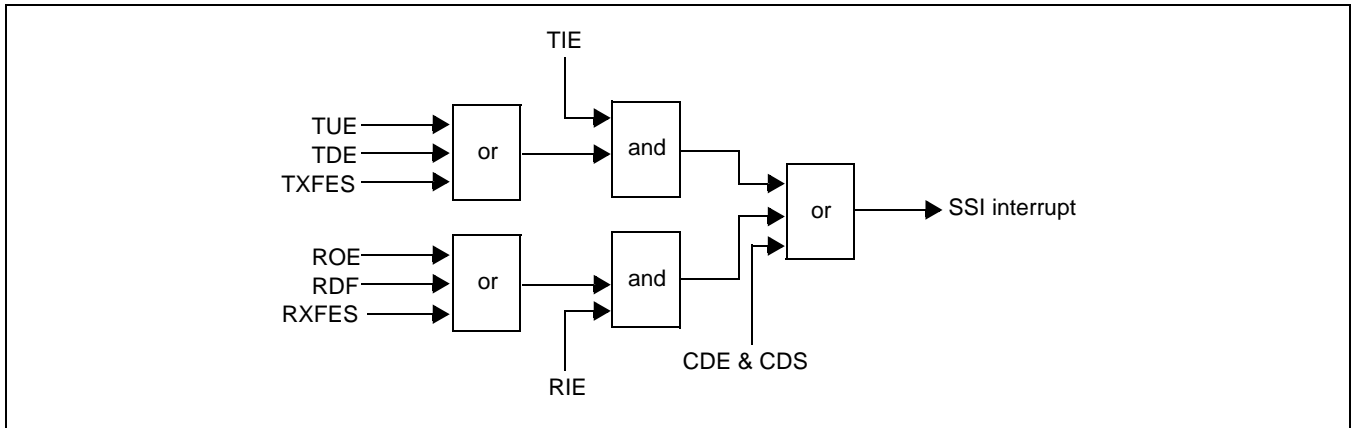 TIE
TUE
TDE
TXFES
or
and
or
SSI interrupt
ROE
RDF
RXFES
or
and
CDE & CDS
RIE